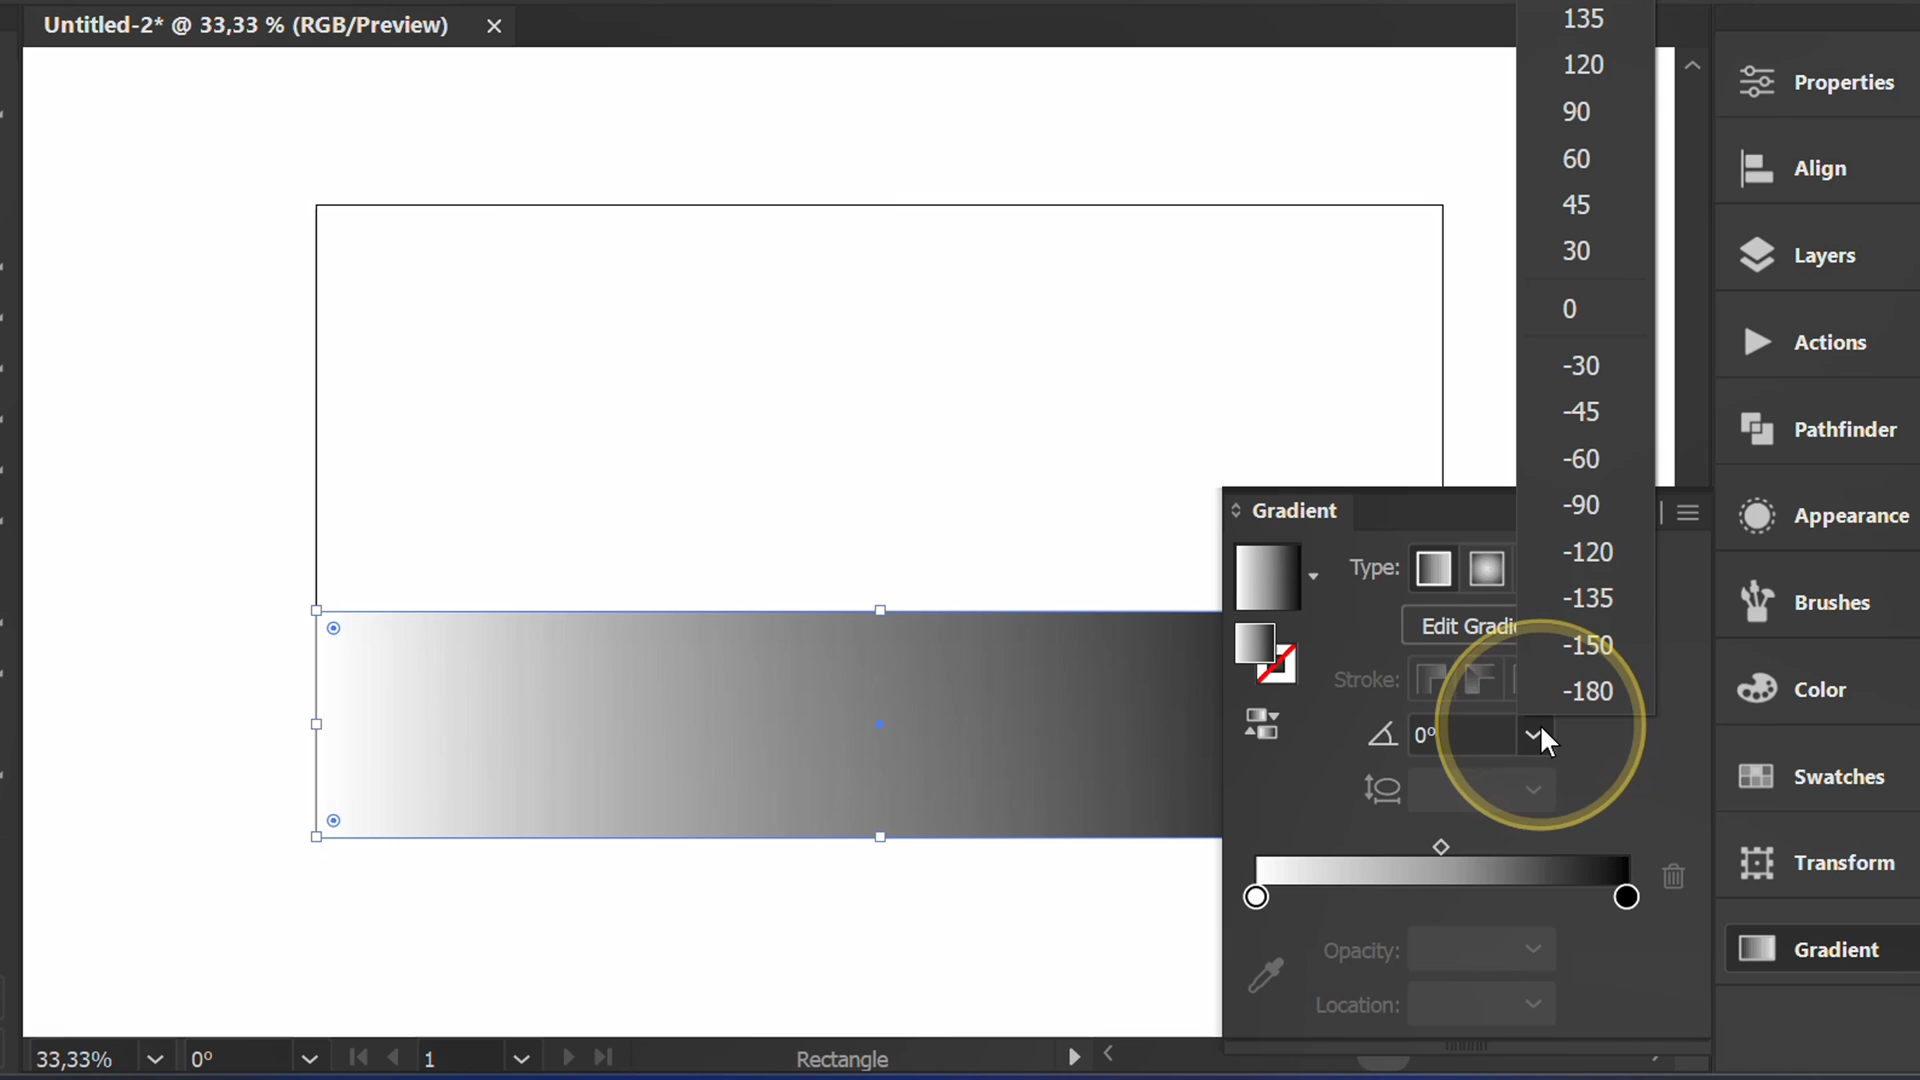 Untitled-2* @ 33,33 % (RGB/Preview)
135
120
90
60
45
30
0
-30
-45
-60
-90
-120
-135
-150
-180
Properties
Align
Layers
Actions
Pathfinder
Appearance
Brushes
Color
Swatches
Transform
Gradient
Gradient
Type:
Edit Gradi
Stroke:
0°
Opacity:
Location:
33,33%
0°
1
Rectangle